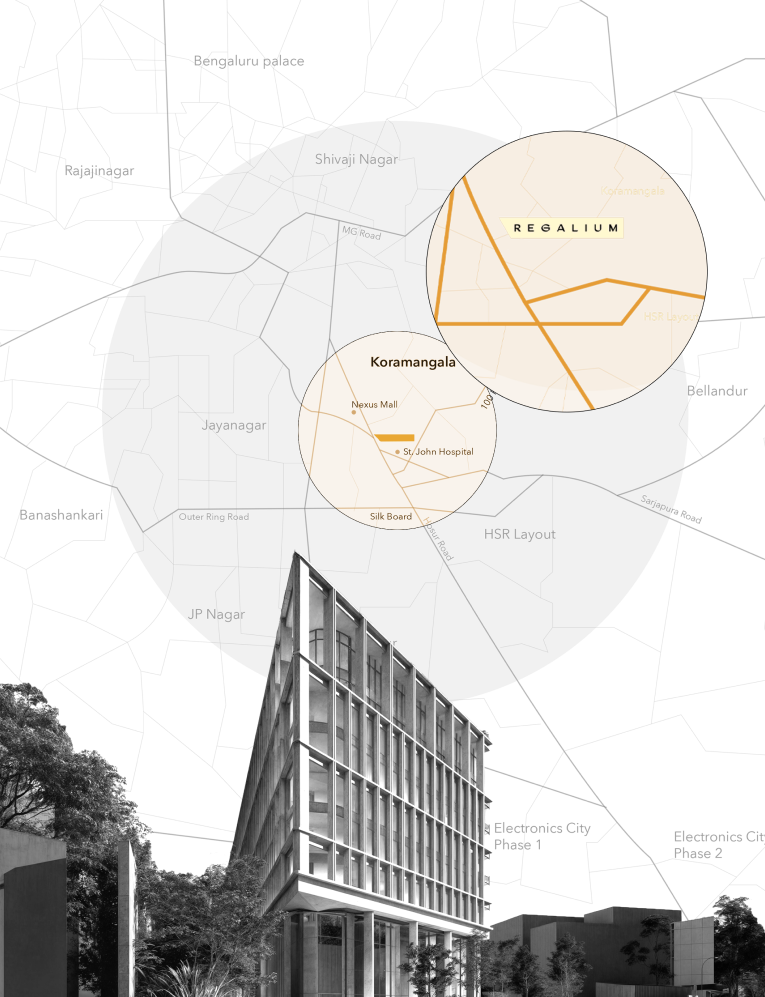 Bengaluru palace
Shivaji Nagar
Rajajinagar
Koramangala
REGALIUM
MG Road
HSR Layout
Koramangala
Bellandur
Nexus Mall
100
Jayanagar
St. John Hospital
Sarjapura Road
Banashankari
Outer Ring Road
Silk Board
HSR Layout
Hosur Road
JP Nagar
r
Electronics City
Phase 1
Electronics City
Phase 2